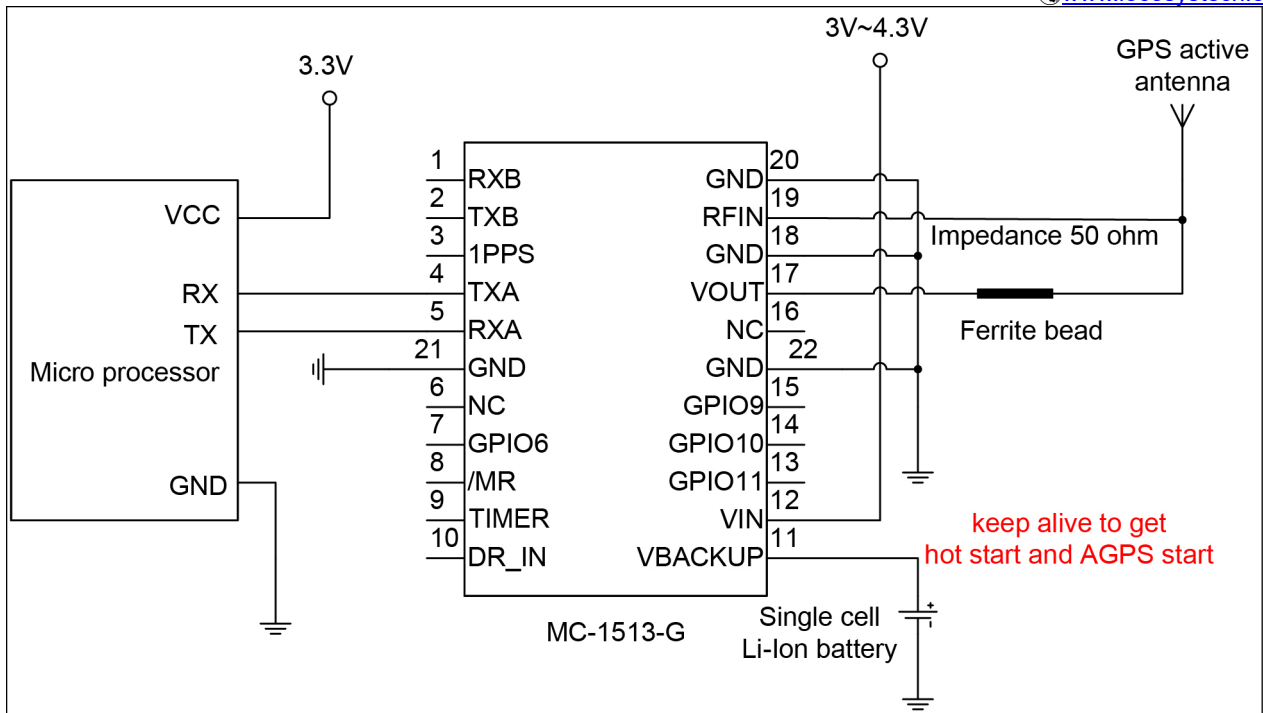 3.3V
3V~4.3V
GPS active
antenna
VCC
RX
TX
Micro processor
GND
1
RXB
2
TXB
3
1PPS
4
TXA
5
RXA
21
GND
6
NC
7
GPIO6
8
/MR
9
TIMER
10
DR_IN
20
GND
19
RFIN
18
GND
17
VOUT
16
NC
22
GND
15
GPIO9
14
GPIO10
13
GPIO11
12
VIN
11
VBACKUP
MC-1513-G
Impedance 50 ohm
Ferrite bead
keep alive to get
hot start and AGPS start
Single cell
Li-Ion battery
+
-